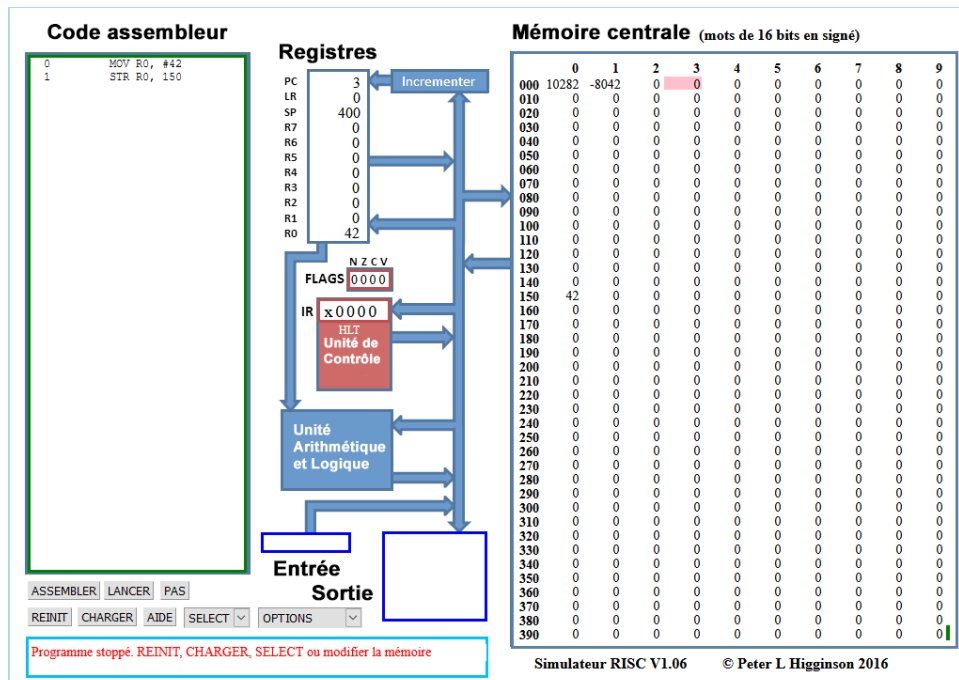 Code assembleur
0 MOV R0, #42
1 STR R0, 150
ASSEMBLER LANCER PAS
REINIT CHARGER AIDE SELECT OPTIONS
Programme stoppé. REINIT, CHARGER, SELECT ou modifier la mémoire
Registres
PC 3
LR 0
SP 400
R7 0
R6 0
R5 0
R4 0
R3 0
R2 0
R1 0
R0 42
Incrementer
N Z C V
FLAGS 0000
IR x0000
HLT
Unité de
Contrôle
Unité
Arithmétique
et Logique
Entrée
Sortie
Mémoire centrale (mots de 16 bits en signé)
0 1 2 3 4 5 6 7 8 9
000 10282 -8042 0 0 0 0 0 0 0 0
010 0 0 0 0 0 0 0 0 0 0
020 0 0 0 0 0 0 0 0 0 0
030 0 0 0 0 0 0 0 0 0 0
040 0 0 0 0 0 0 0 0 0 0
050 0 0 0 0 0 0 0 0 0 0
060 0 0 0 0 0 0 0 0 0 0
070 0 0 0 0 0 0 0 0 0 0
080 0 0 0 0 0 0 0 0 0 0
090 0 0 0 0 0 0 0 0 0 0
100 0 0 0 0 0 0 0 0 0 0
110 0 0 0 0 0 0 0 0 0 0
120 0 0 0 0 0 0 0 0 0 0
130 0 0 0 0 0 0 0 0 0 0
140 0 0 0 0 0 0 0 0 0 0
150 42 0 0 0 0 0 0 0 0 0
160 0 0 0 0 0 0 0 0 0 0
170 0 0 0 0 0 0 0 0 0 0
180 0 0 0 0 0 0 0 0 0 0
190 0 0 0 0 0 0 0 0 0 0
200 0 0 0 0 0 0 0 0 0 0
210 0 0 0 0 0 0 0 0 0 0
220 0 0 0 0 0 0 0 0 0 0
230 0 0 0 0 0 0 0 0 0 0
240 0 0 0 0 0 0 0 0 0 0
250 0 0 0 0 0 0 0 0 0 0
260 0 0 0 0 0 0 0 0 0 0
270 0 0 0 0 0 0 0 0 0 0
280 0 0 0 0 0 0 0 0 0 0
290 0 0 0 0 0 0 0 0 0 0
300 0 0 0 0 0 0 0 0 0 0
310 0 0 0 0 0 0 0 0 0 0
320 0 0 0 0 0 0 0 0 0 0
330 0 0 0 0 0 0 0 0 0 0
340 0 0 0 0 0 0 0 0 0 0
350 0 0 0 0 0 0 0 0 0 0
360 0 0 0 0 0 0 0 0 0 0
370 0 0 0 0 0 0 0 0 0 0
380 0 0 0 0 0 0 0 0 0 0
390 0 0 0 0 0 0 0 0 0 0
Simulateur RISC V1.06 © Peter L Higginson 2016